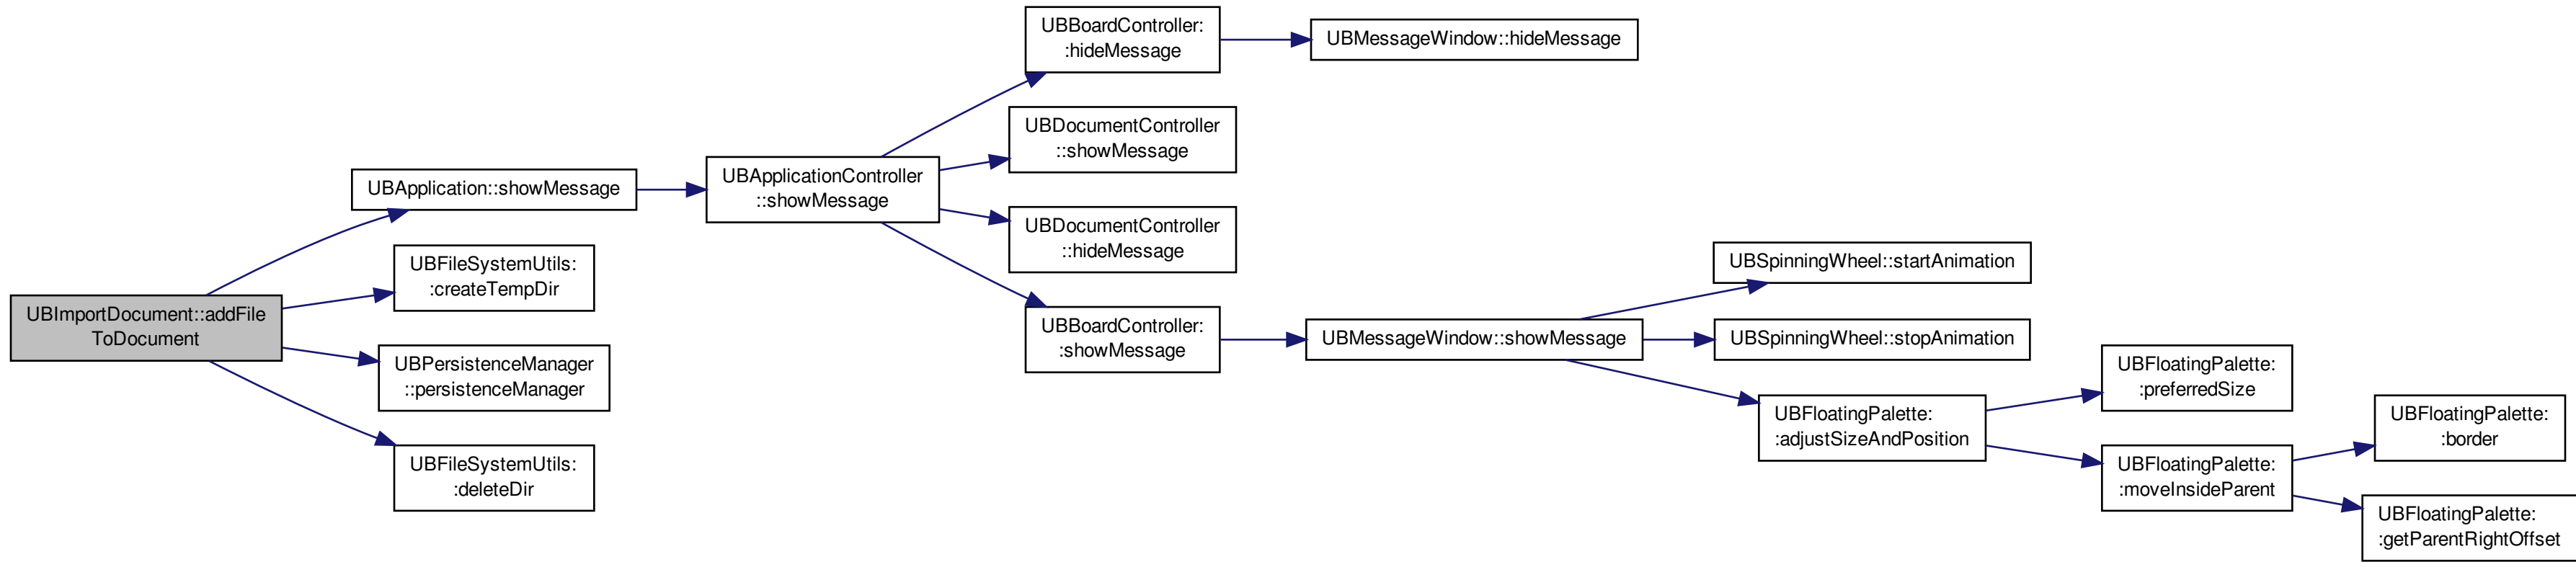 UBImportDocument::addFile
ToDocument
UBApplication::showMessage
UBFileSystemUtils:
:createTempDir
UBPersistenceManager
::persistenceManager
UBFileSystemUtils:
:deleteDir
UBApplicationController
::showMessage
UBBoardController:
:hideMessage
UBDocumentController
::showMessage
UBDocumentController
::hideMessage
UBBoardController:
:showMessage
UBMessageWindow::hideMessage
UBMessageWindow::showMessage
UBSpinningWheel::startAnimation
UBSpinningWheel::stopAnimation
UBFloatingPalette:
:adjustSizeAndPosition
UBFloatingPalette:
:preferredSize
UBFloatingPalette:
:moveInsideParent
UBFloatingPalette:
:border
UBFloatingPalette:
:getParentRightOffset